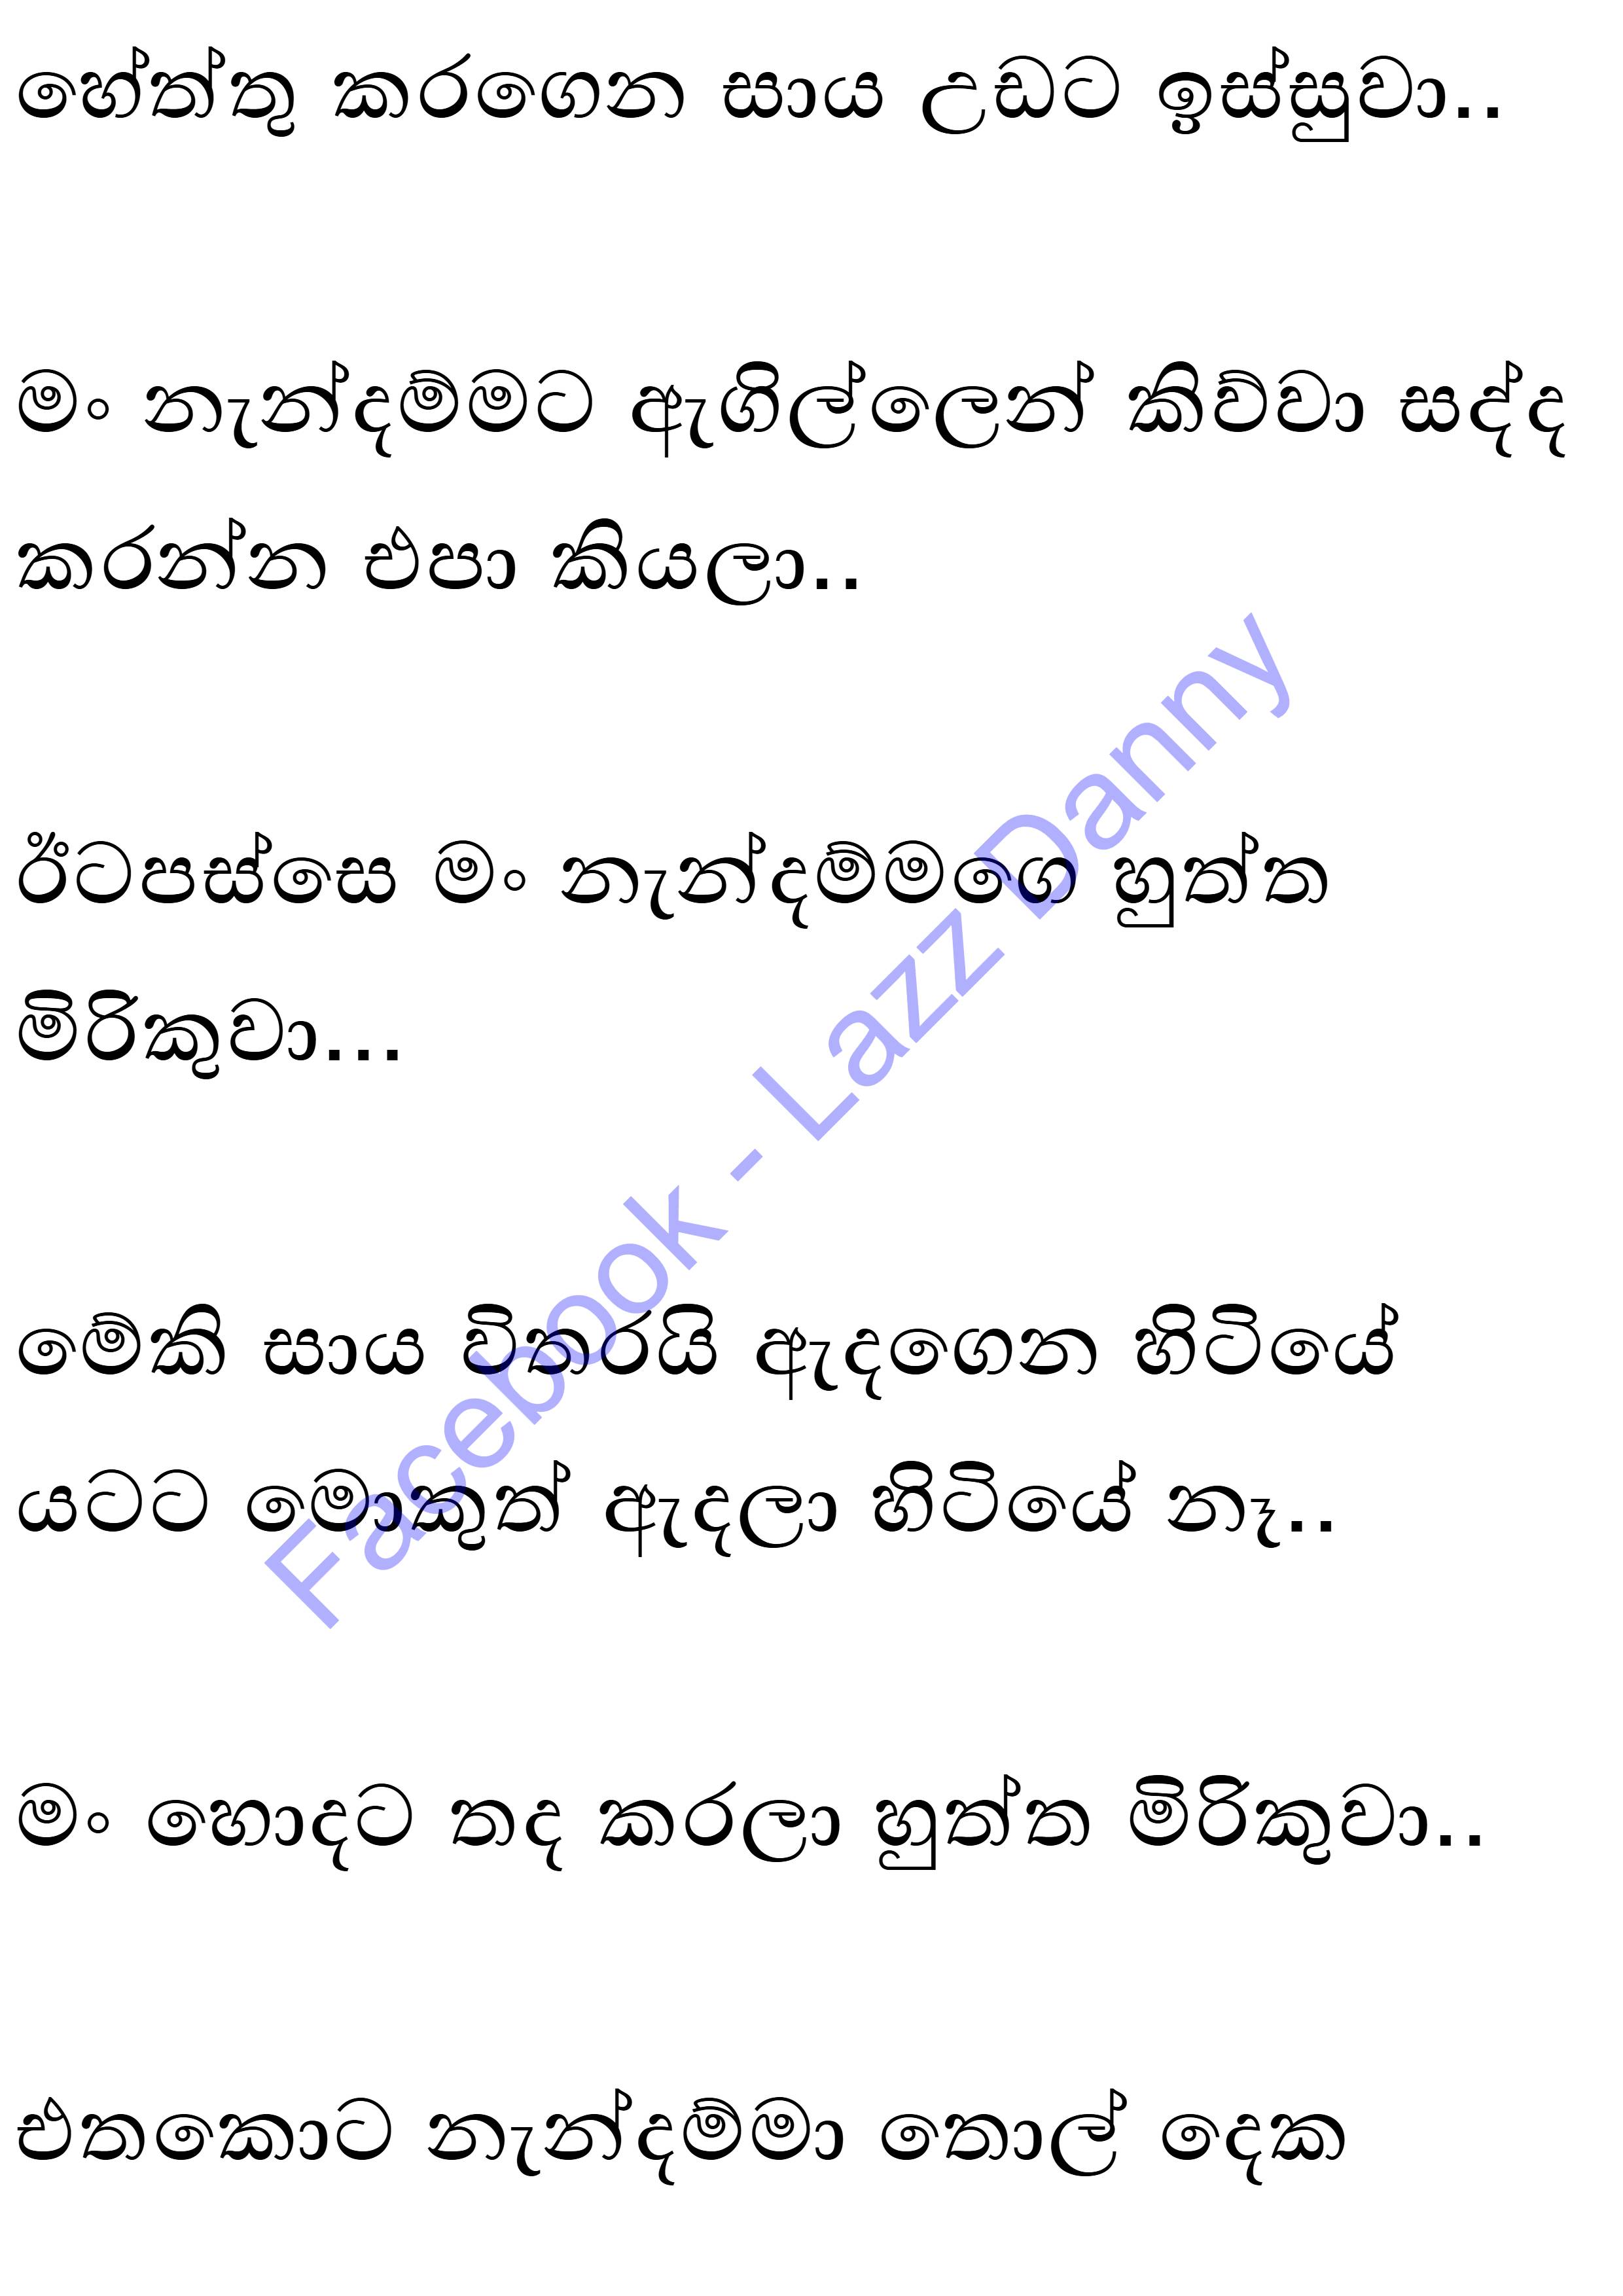 හේත්තු කරගෙන සාය උඩට ඉස්සුවා..
මං නැන්දම්මට ඇගිල්ලෙන් කිව්වා සද්ද
කරන්න එපා කියලා..
ඊටපස්සෙ මං නැන්දම්මගෙ හුත්ත
මිරිකුවා...
මේකි සාය විතරයි ඇදගෙන හිටියේ
යටට මොකුත් ඇදලා හිටියේ නෑ..
මං හොදට තද කරලා හුත්ත මිරිකුවා..
එතකොට නැන්දම්මා තොල් දෙක
Facebook - Lazz Danny